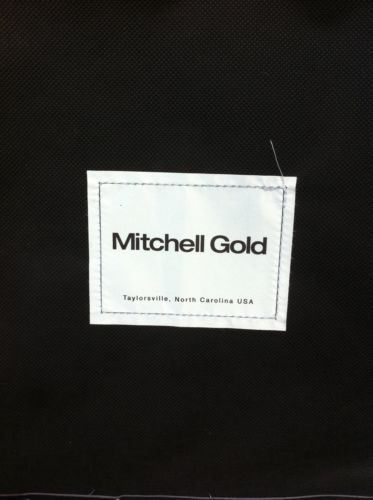 Mitchell Gold
Taylorsville, North Carolina USA